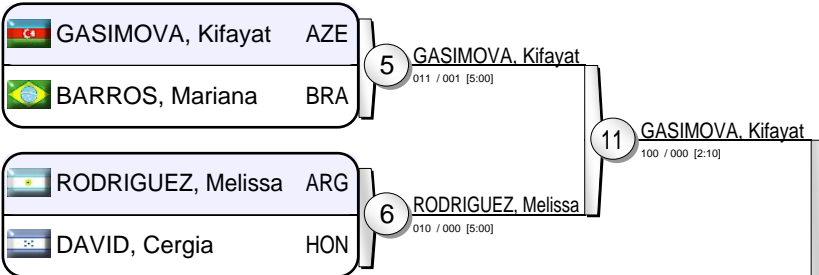 GASIMOVA, Kifayat AZE
BARROS, Mariana BRA
5
GASIMOVA, Kifayat
011 / 001 [5:00]
RODRIGUEZ, Melissa ARG
DAVID, Cergia HON
6
RODRIGUEZ, Melissa
010 / 000 [5:00]
11
GASIMOVA, Kifayat
100 / 000 [2:10]